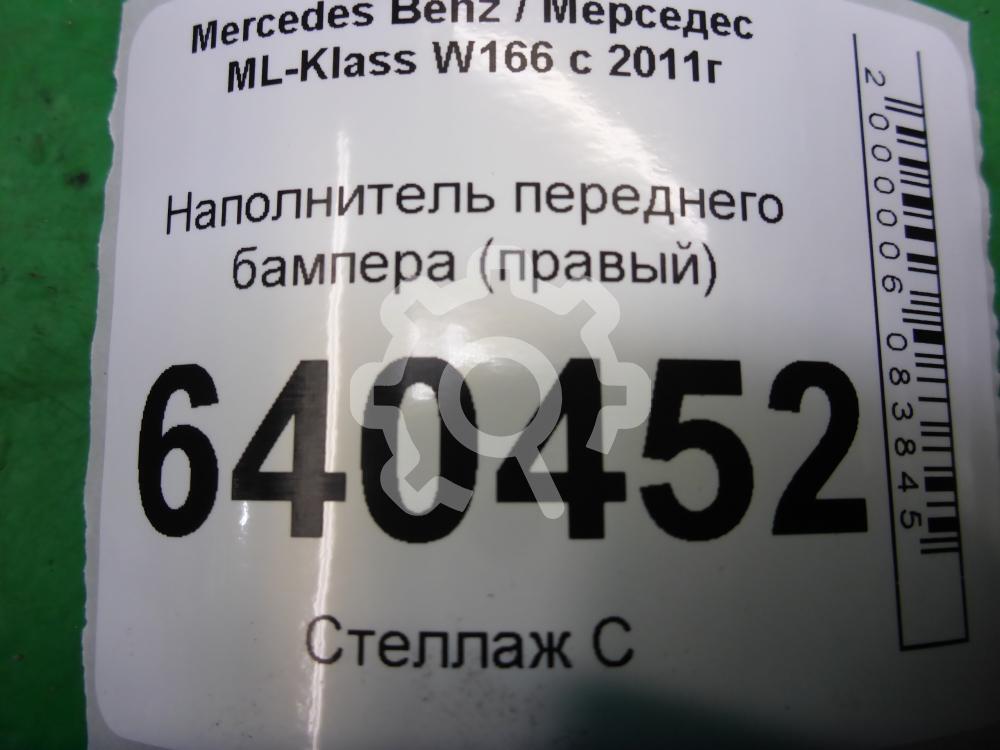 Mercedes Benz / Мерседес
ML-Klass W166 с 2011г
Наполнитель переднего
бампера (правый)
640452
Стеллаж С
2000006083845